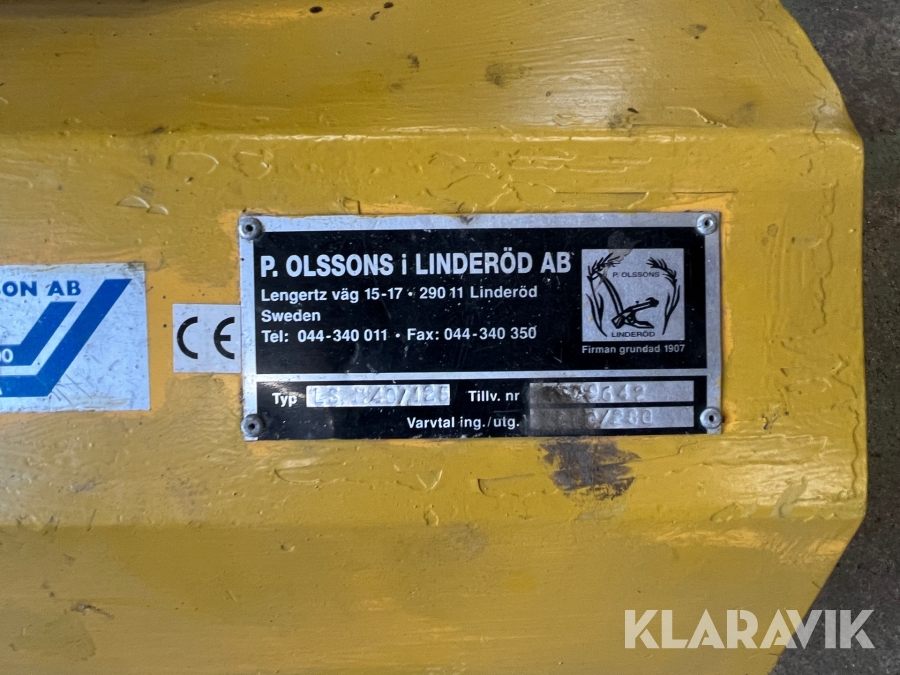 P. OLSSONS i LINDERÖD AB
Lengertz väg 15-17 • 290 11 Linderöd
Sweden
Tel: 044-340 011 • Fax: 044-340 350
P. OLSSONS
LINDERÖD
Firman grundad 1907
Typ
Tillv. nr
Varvtal ing./utg.
SON AB
CE
KLARAVIK